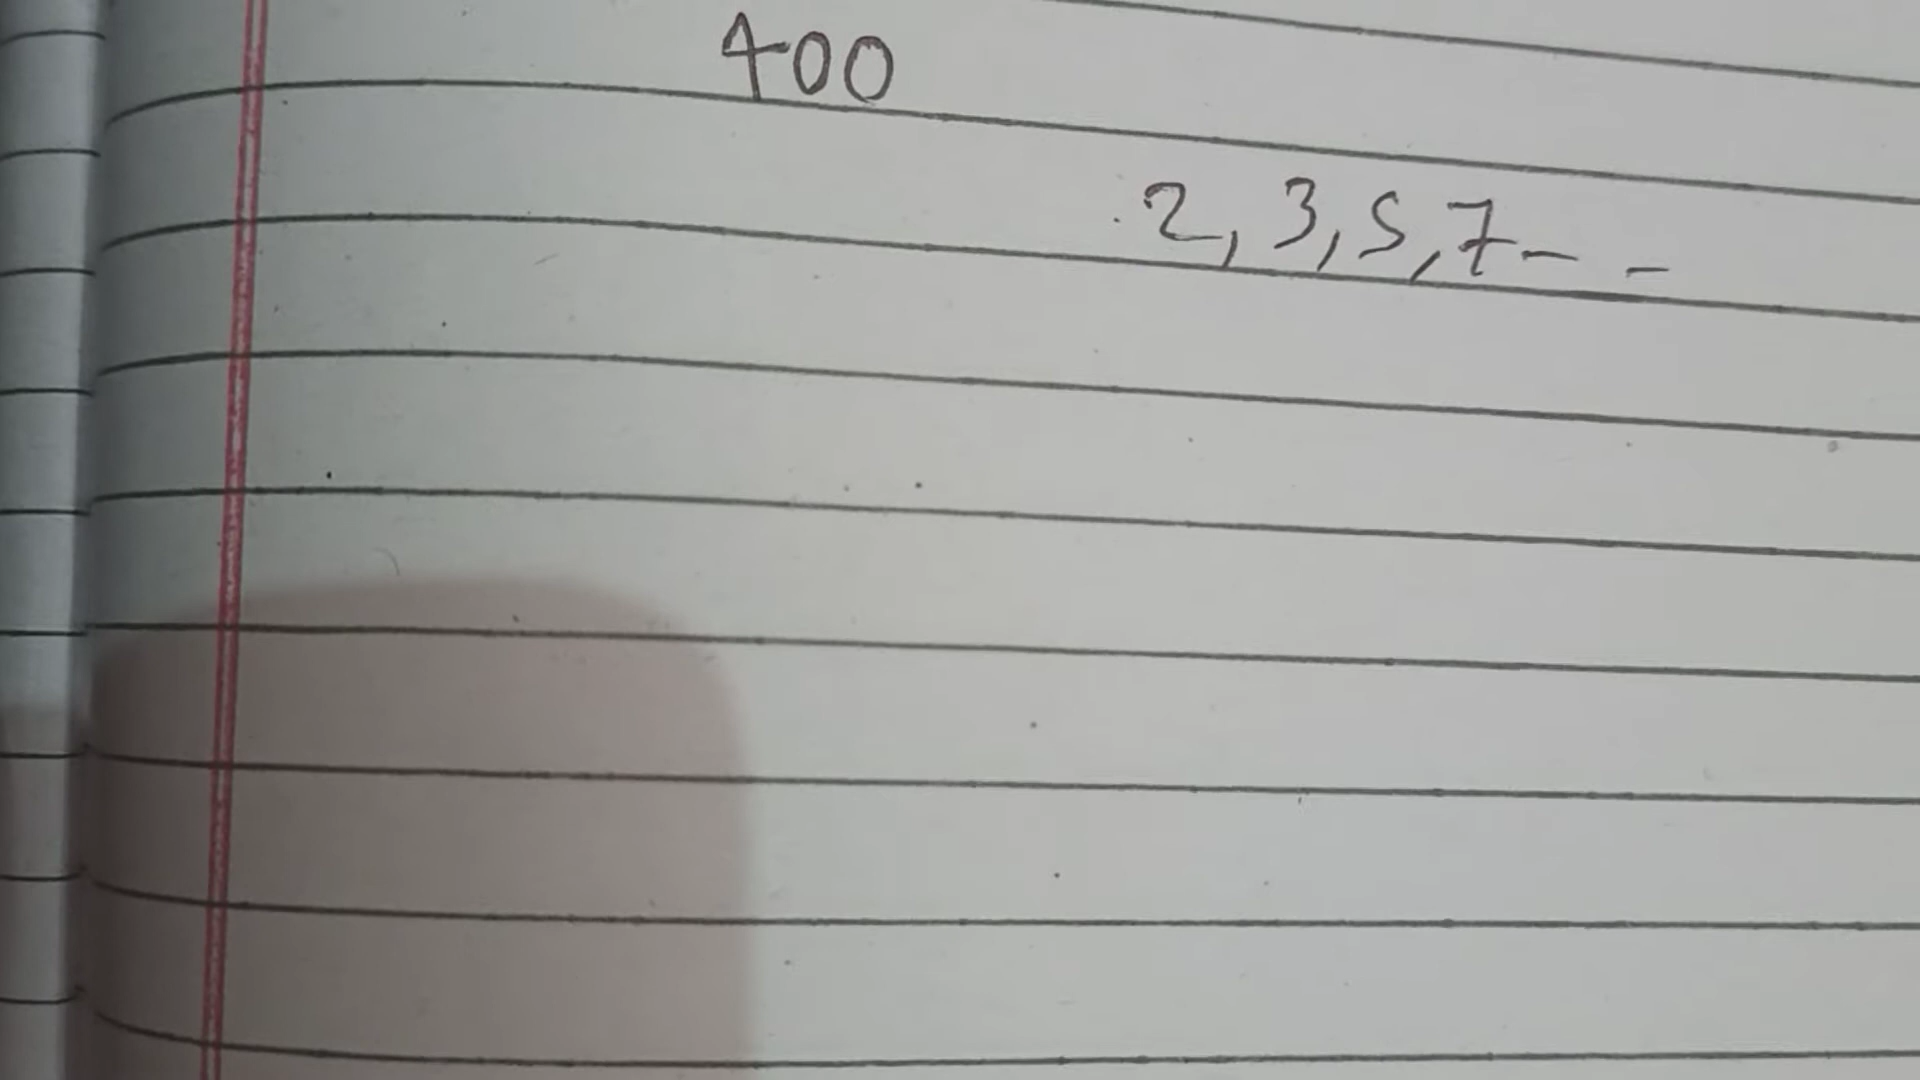 400
2, 3, 5, 7 - -